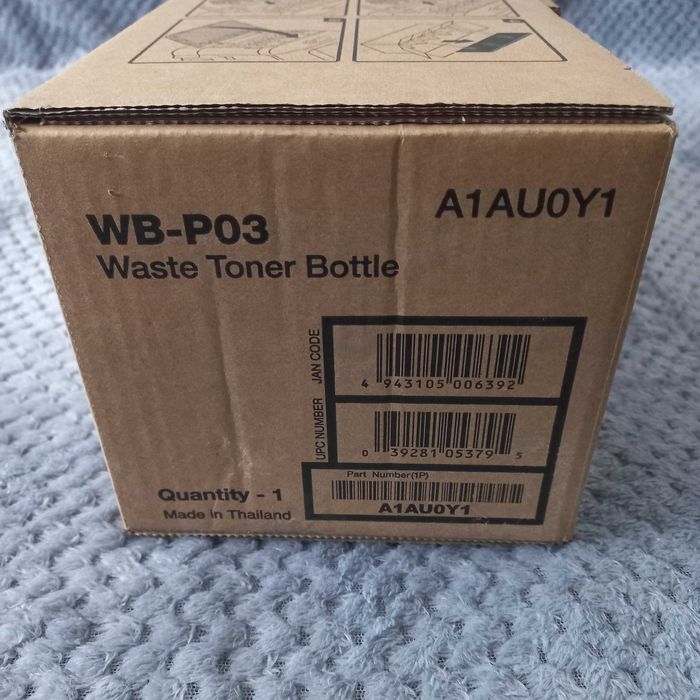 WB-P03
A1AU0Y1
Waste Toner Bottle
JAN CODE
4 943105 006392
UPC NUMBER
0 39281 05379 5
Part Number(1P)
A1AU0Y1
Quantity - 1
Made in Thailand